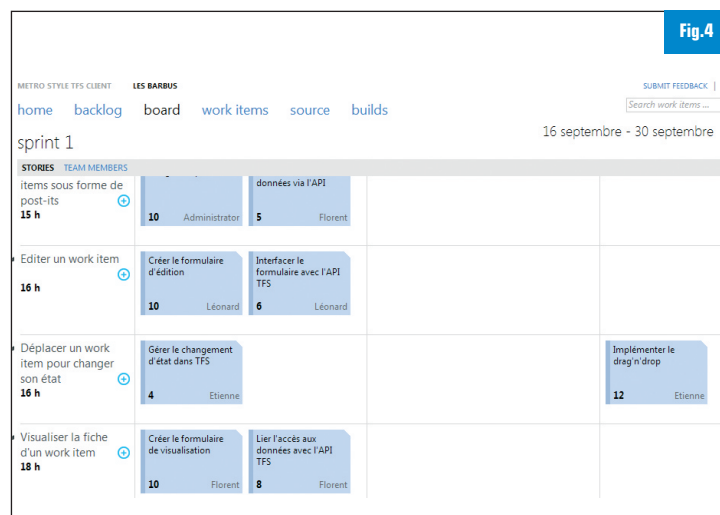 Fig.4
METRO STYLE TFS CLIENT LES BARBUS SUBMIT FEEDBACK |
home backlog board work items source builds Search work items ...
sprint 1 16 septembre - 30 septembre
STORIES TEAM MEMBERS
items sous forme de
post-its
15 h
données via l'API
10 Administrator
5 Florent
Editer un work item
16 h
Créer le formulaire
d'édition
10 Léonard
Interfacer le
formulaire avec l'API
TFS
6 Léonard
Déplacer un work
item pour changer
son état
16 h
Gérer le changement
d'état dans TFS
4 Etienne
Implémenter le
drag'n'drop
12 Etienne
Visualiser la fiche
d'un work item
18 h
Créer le formulaire
de visualisation
10 Florent
Lier l'accès aux
données avec l'API
TFS
8 Florent